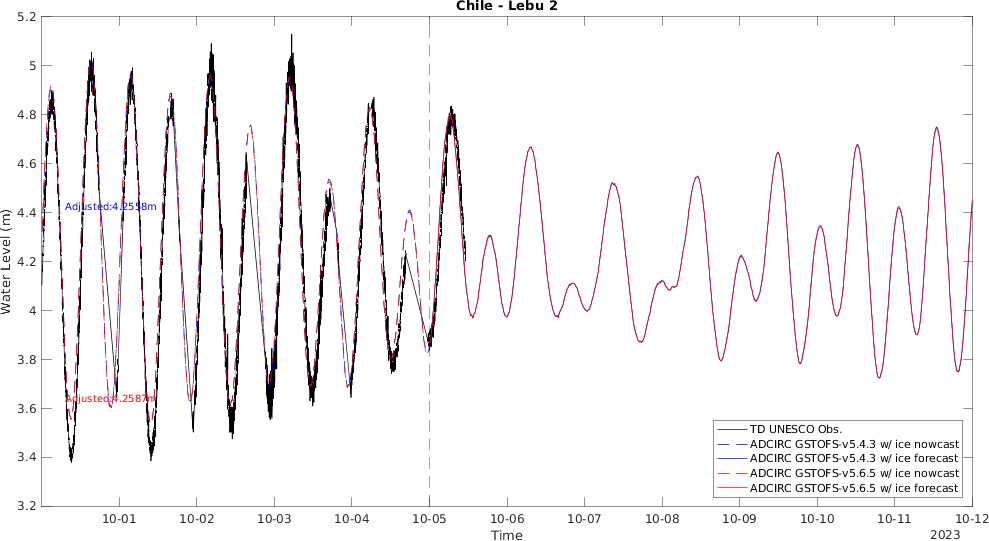 Chile - Lebu 2
5.2
5
4.8
4.6
4.4
4.2
4
3.8
3.6
3.4
3.2
Water Level (m)
Adjusted:4.2558m
Adjusted:4.2587m
TD UNESCO Obs.
ADCIRC GSTOFS-v5.4.3 w/ ice nowcast
ADCIRC GSTOFS-v5.4.3 w/ ice forecast
ADCIRC GSTOFS-v5.6.5 w/ ice nowcast
ADCIRC GSTOFS-v5.6.5 w/ ice forecast
10-01 10-02 10-03 10-04 10-05 10-06 10-07 10-08 10-09 10-10 10-11 10-12
Time
2023